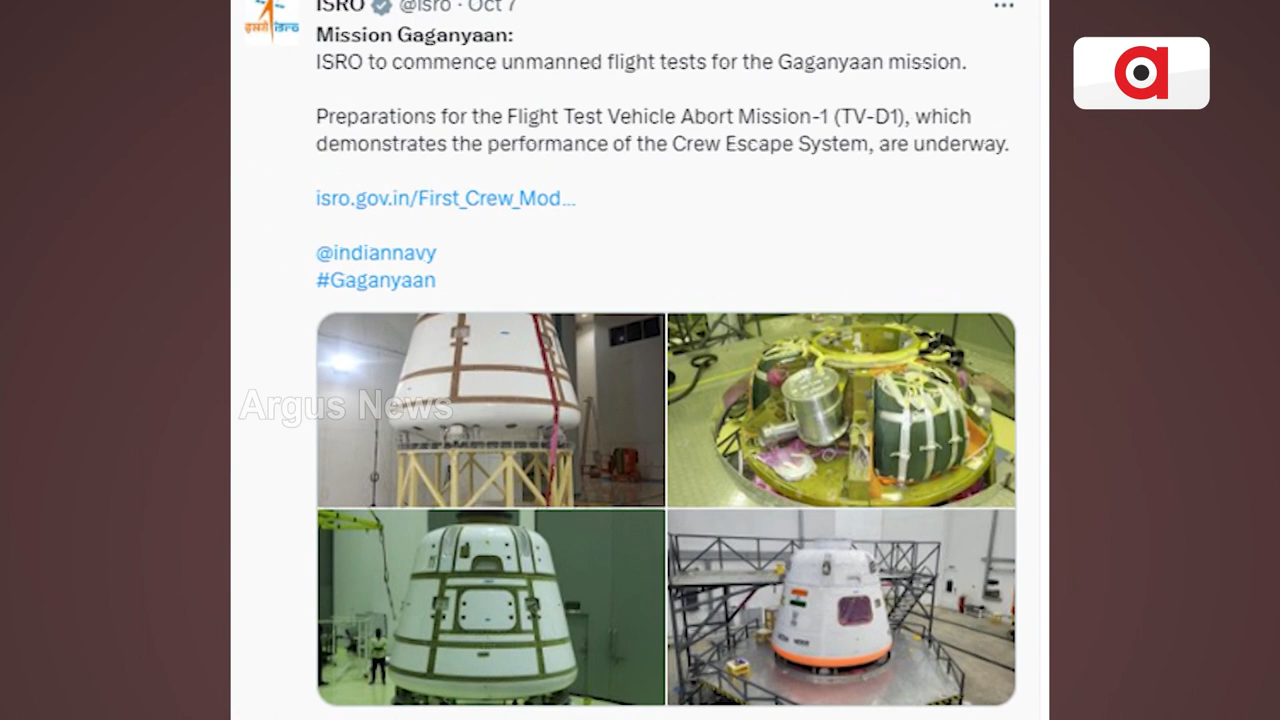 ISRO @isro · Oct 7
इसरो isro
Mission Gaganyaan:
ISRO to commence unmanned flight tests for the Gaganyaan mission.
Preparations for the Flight Test Vehicle Abort Mission-1 (TV-D1), which
demonstrates the performance of the Crew Escape System, are underway.
isro.gov.in/First_Crew_Mod...
@indiannavy
#Gaganyaan
Argus News
a